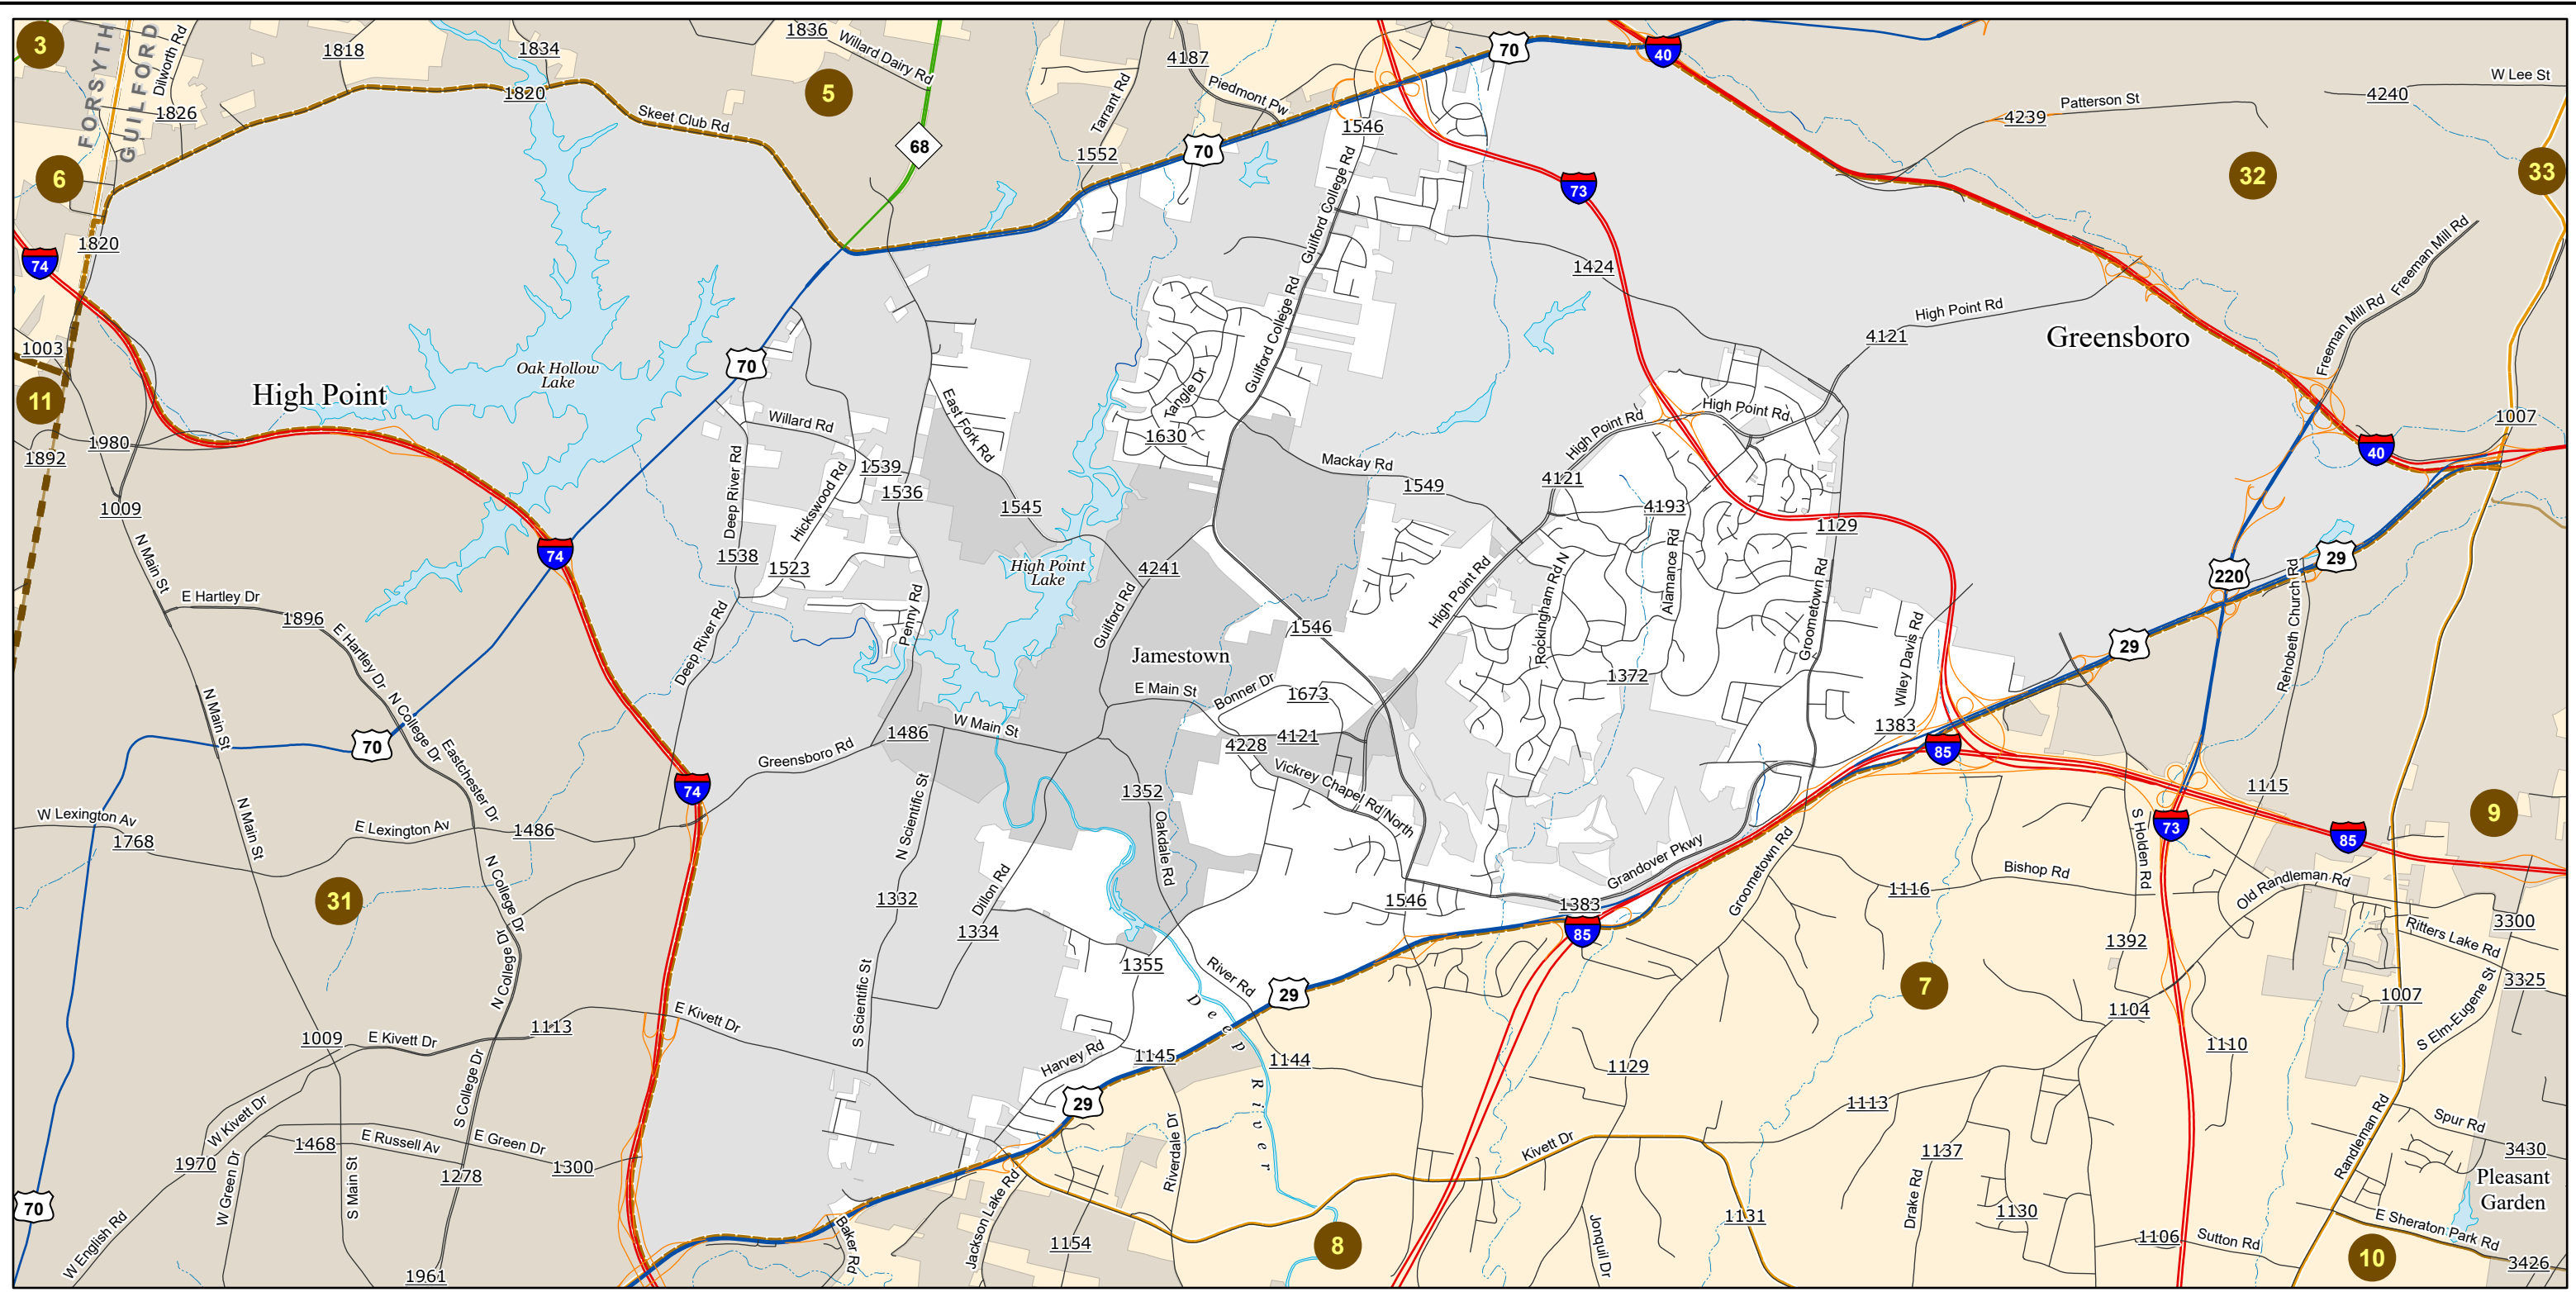 3
FORSYTH
GUILFORD
Dilworth Rd
1818
1834
1836
Willard Dairy Rd
4187
70
40
W Lee St
4240
Patterson St
4239
5
1820
1826
Skeet Club Rd
68
Tarrant Rd
Piedmont Pw
1546
1552
70
32
33
6
73
Guilford College Rd
1820
74
1424
Freeman Mill Rd
High Point Rd
4121
Greensboro
Freeman Mill Rd
1003
Oak Hollow
Lake
70
Guilford College Rd
High Point
11
Tangle Dr
Willard Rd
East Fork Rd
1630
High Point Rd
High Point Rd
1007
1980
1892
Deep River Rd
Hickswood Rd
1539
1536
Mackay Rd
1549
4121
40
1009
1545
4193
1129
N Main St
74
1538
1523
High Point
Lake
4241
High Point Rd
Rockingham Rd N
Alamance Rd
Groometown Rd
220
29
Rehobeth Church Rd
E Hartley Dr
1896
E Hartley Dr
Deep River Rd
Penny Rd
Guilford Rd
1546
Wiley Davis Rd
29
Jamestown
1372
N Main St
N College Dr
70
E Main St
Bonner Dr
1673
1383
Eastchester Dr
1486
W Main St
Greensboro Rd
4228
4121
85
74
Vickrey Chapel Rd North
1352
1115
N Main St
W Lexington Av
1768
E Lexington Av
1486
N Scientific St
Oakdale Rd
S Holden Rd
73
85
9
N College Dr
Grandover Pkwy
Groometown Rd
Bishop Rd
1116
Old Randleman Rd
31
1332
Dillon Rd
1334
1546
1383
85
1392
3300
Ritters Lake Rd
N College Dr
1355
River Rd
29
7
S Scientific St
Deep River
1007
S Elm-Eugene St
3325
1009
E Kivett Dr
1113
E Kivett Dr
1104
1110
Harvey Rd
1145
1144
1129
S College Dr
29
1113
W Kivett Dr
Riverdale Dr
Randleman Rd
Spur Rd
3430
1468
E Russell Av
E Green Dr
1300
1970
1278
Kivett Dr
1137
W Green Dr
S Main St
Drake Rd
Pleasant
Garden
70
Jackson Lake Rd
1131
1130
E Sheraton Park Rd
W English Rd
Baker Rd
1154
8
Jonquil Dr
1106
Sutton Rd
10
1961
3426